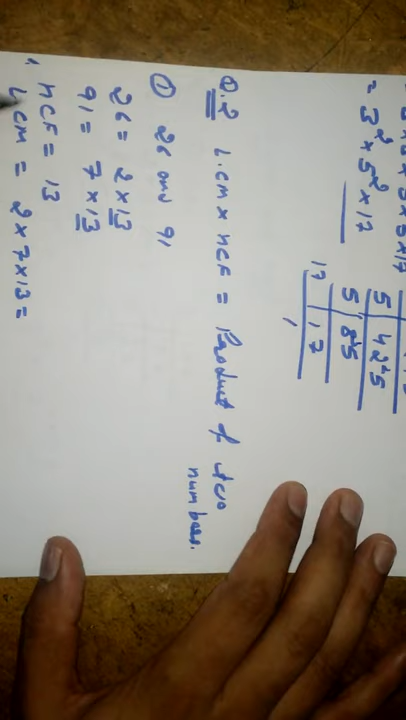 = 3² × 5² × 17
5 | 425
5 | 85
17 | 17
1
Q.2 L.cm × HCF = Product of two
numbers.
① 26 and 91
26 = 2 × 13
91 = 7 × 13
HCF = 13
LCM = 2 × 7 × 13 =